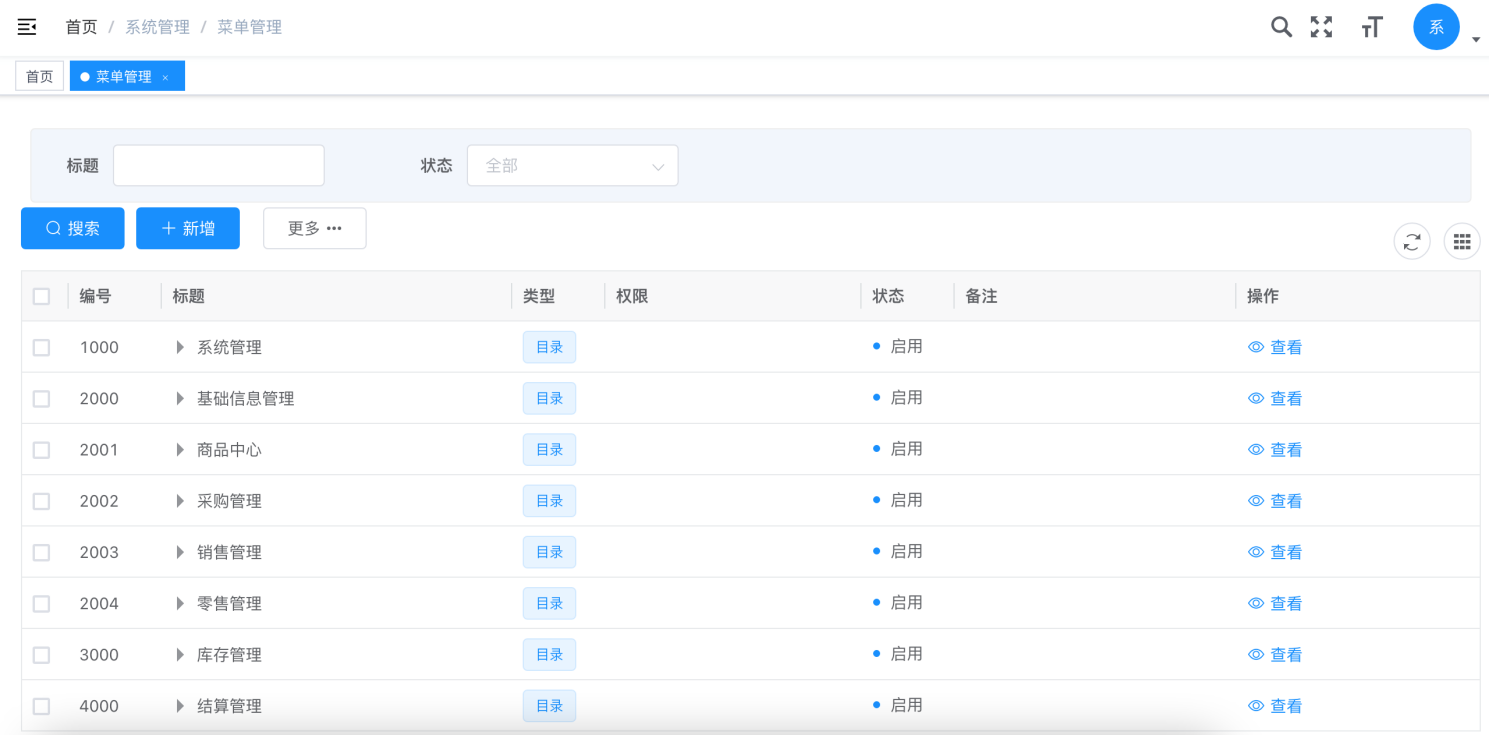 首页 / 系统管理 / 菜单管理 系
首页 菜单管理 ×
标题 状态 全部
搜索 新增 更多 •••
编号 标题 类型 权限 状态 备注 操作
1000 系统管理 目录 启用 查看
2000 基础信息管理 目录 启用 查看
2001 商品中心 目录 启用 查看
2002 采购管理 目录 启用 查看
2003 销售管理 目录 启用 查看
2004 零售管理 目录 启用 查看
3000 库存管理 目录 启用 查看
4000 结算管理 目录 启用 查看